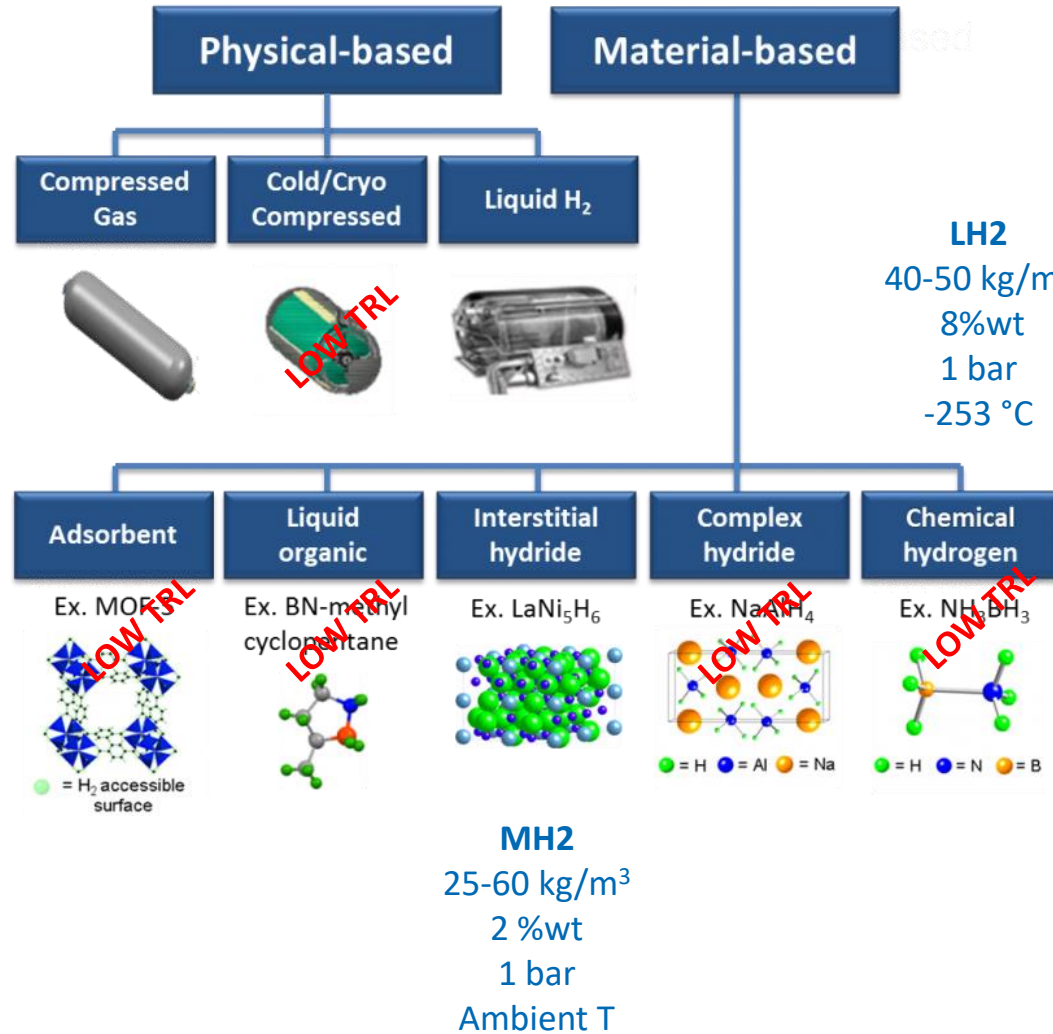 Physical-based
Material-based
Compressed
Gas
Cold/Cryo
Compressed
Liquid H₂
LOW TRL
LH2
40-50 kg/m
8%wt
1 bar
-253 °C
Adsorbent
Liquid
organic
Interstitial
hydride
Complex
hydride
Chemical
hydrogen
Ex. MOF-5
LOW TRL
Ex. BN-methyl
cyclopentane
LOW TRL
Ex. LaNi₅H₆
Ex. NaAlH₄
LOW TRL
Ex. NH₃BH₃
LOW TRL
= H₂ accessible
surface
= H = Al = Na
= H = N = B
MH2
25-60 kg/m³
2 %wt
1 bar
Ambient T